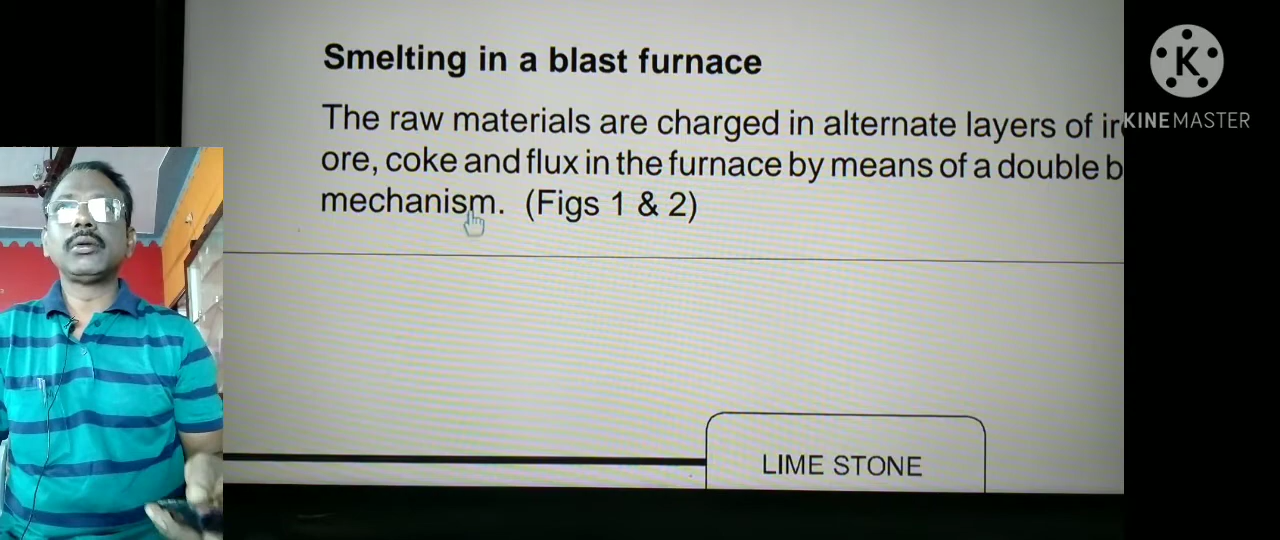 Smelting in a blast furnace
The raw materials are charged in alternate layers of
ore, coke and flux in the furnace by means of a double
mechanism. (Figs 1 & 2)
LIME STONE
K
KINEMASTER